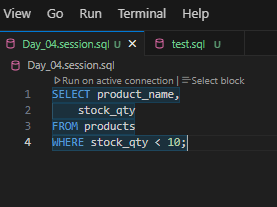 View Go Run Terminal Help
Day_04.session.sql U test.sql U
Day_04.session.sql
Run on active connection | Select block
1 SELECT product_name,
2 stock_qty
3 FROM products
4 WHERE stock_qty < 10;